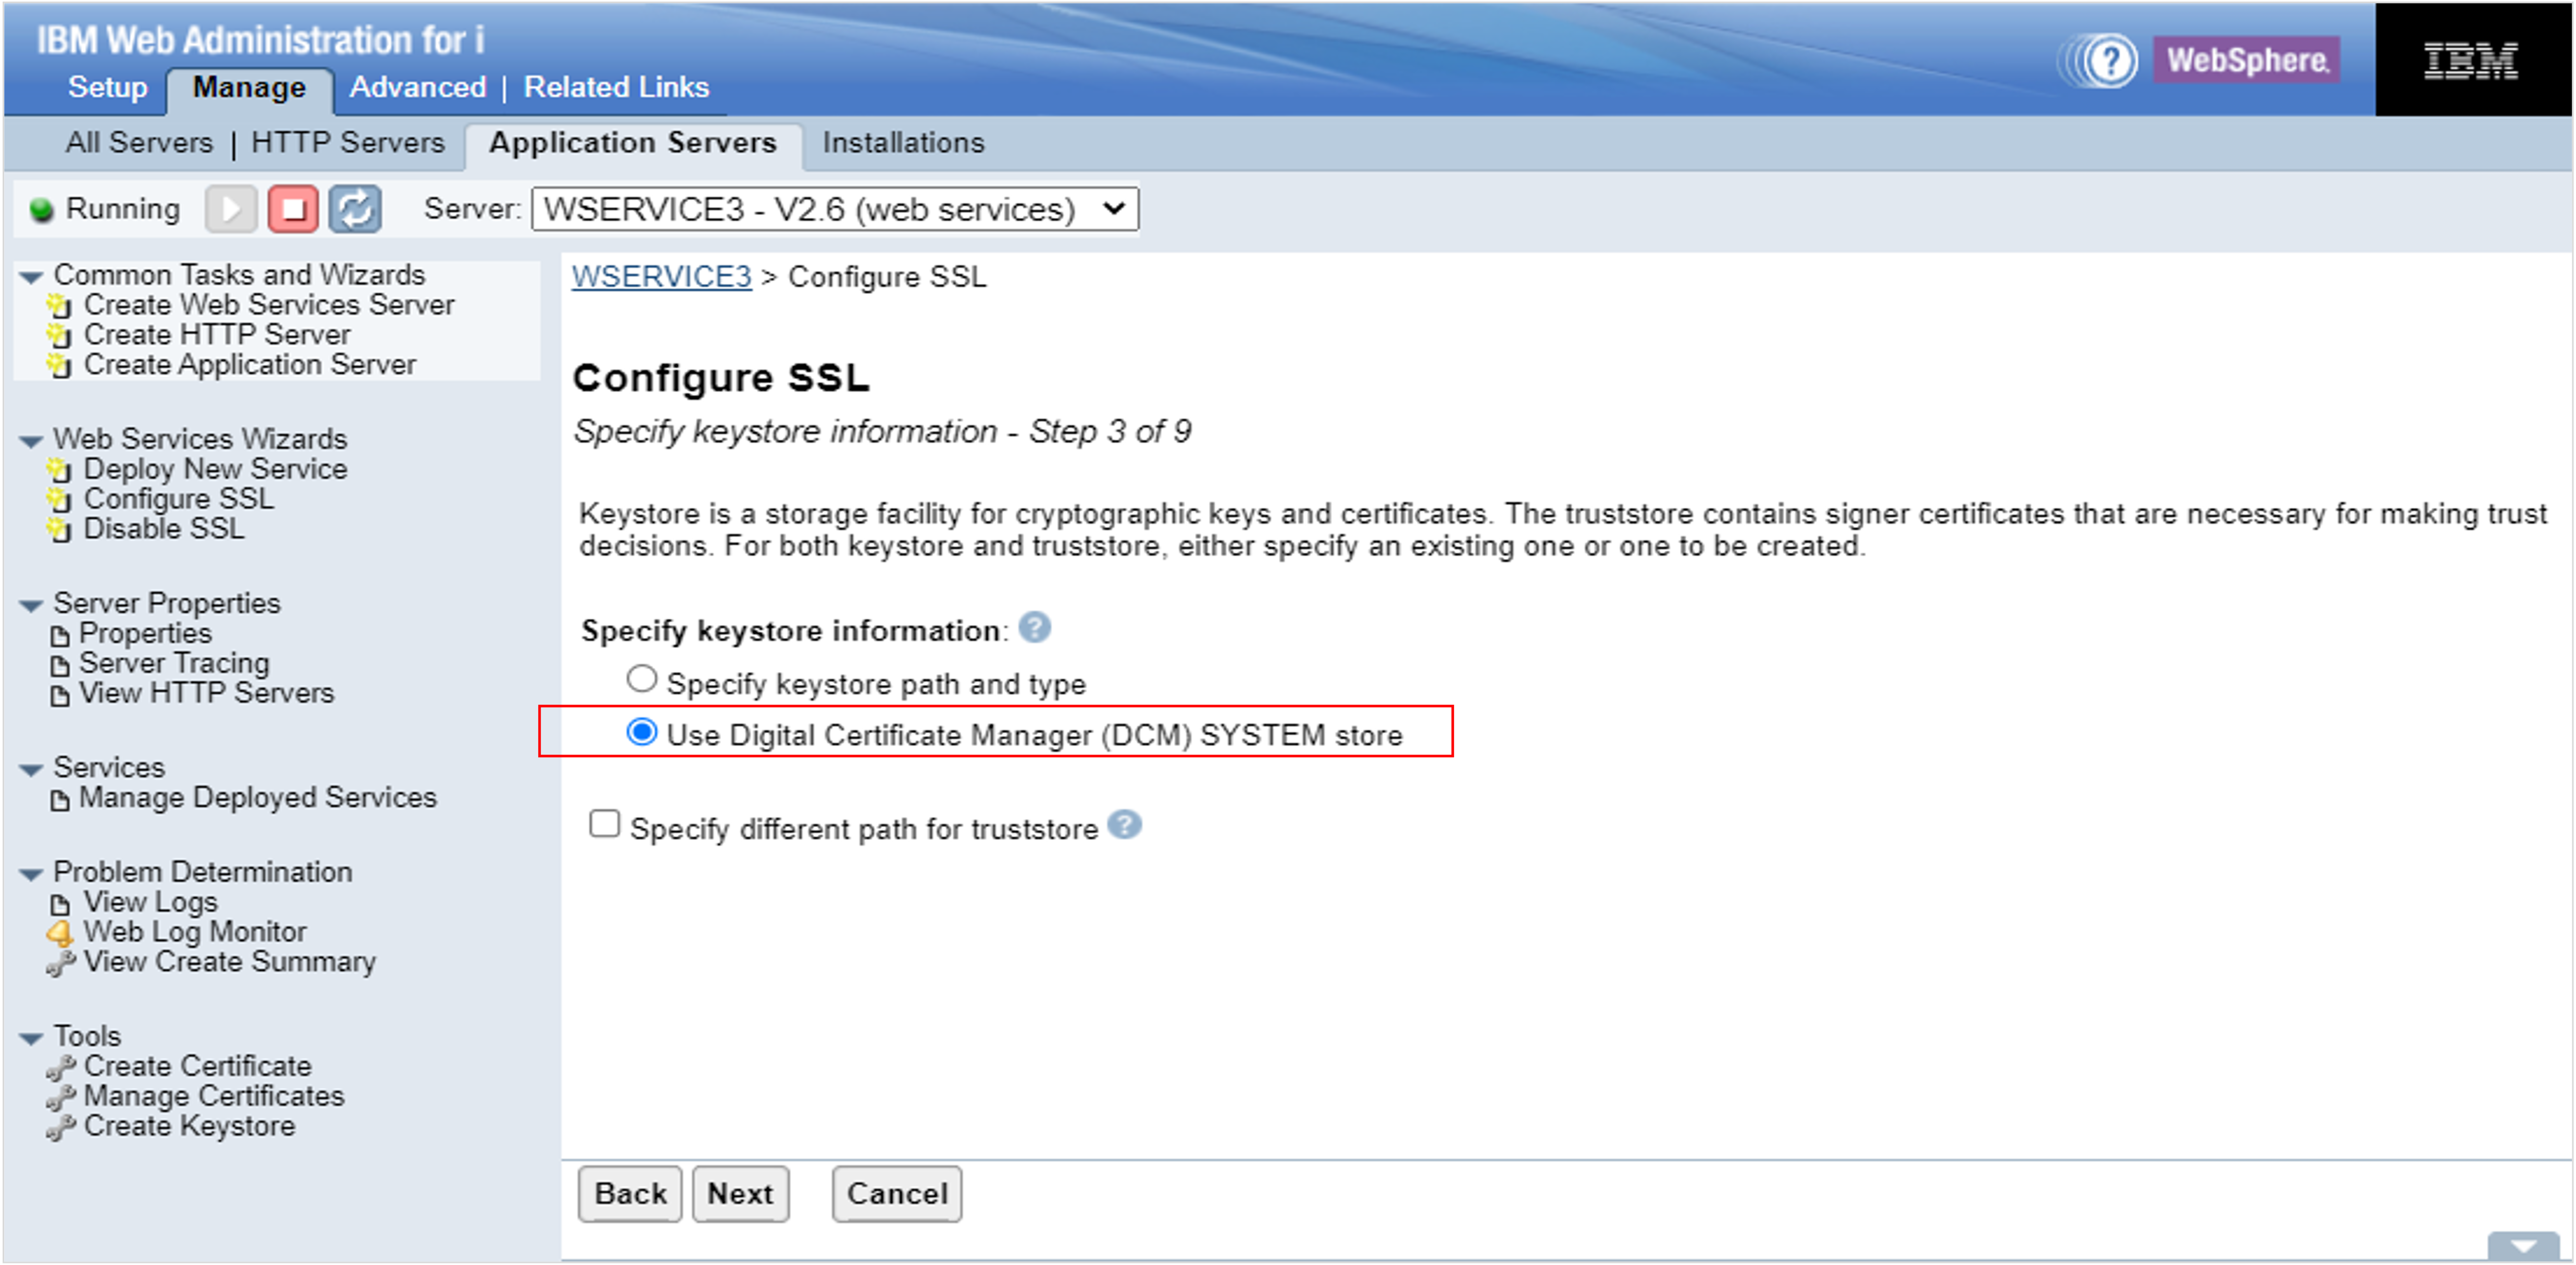 IBM Web Administration for i
Setup Manage Advanced | Related Links
WebSphere.
IBM
All Servers | HTTP Servers Application Servers Installations
Running Server: WSERVICE3 - V2.6 (web services)
Common Tasks and Wizards
Create Web Services Server
Create HTTP Server
Create Application Server
Web Services Wizards
Deploy New Service
Configure SSL
Disable SSL
Server Properties
Properties
Server Tracing
View HTTP Servers
Services
Manage Deployed Services
Problem Determination
View Logs
Web Log Monitor
View Create Summary
Tools
Create Certificate
Manage Certificates
Create Keystore
WSERVICE3 > Configure SSL
Configure SSL
Specify keystore information - Step 3 of 9
Keystore is a storage facility for cryptographic keys and certificates. The truststore contains signer certificates that are necessary for making trust
decisions. For both keystore and truststore, either specify an existing one or one to be created.
Specify keystore information: ?
Specify keystore path and type
Use Digital Certificate Manager (DCM) SYSTEM store
Specify different path for truststore ?
Back Next Cancel